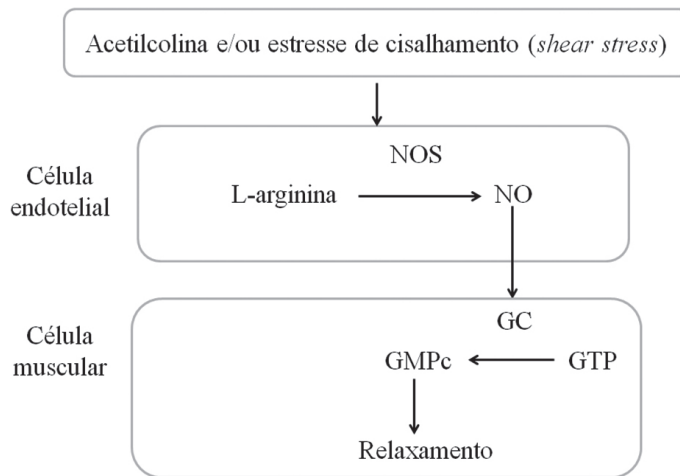 Acetilcolina e/ou estresse de cisalhamento (shear stress)
Célula
endotelial
NOS
L-arginina
NO
Célula
muscular
GC
GMPc
GTP
Relaxamento